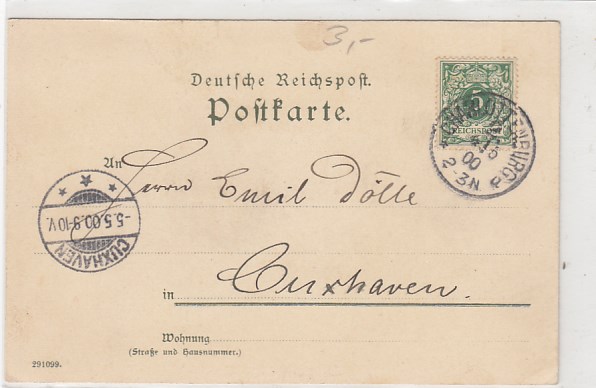 3,-
Deutsche Reichspost.
Postkarte.
5
REICHSPOST
00
2-3N
An
Herrn Emil Dötte
-5.5.00.9-10V.
CUXHAVEN
in Cuxhaven.
Wohnung
(Straße und Hausnummer.)
291099.